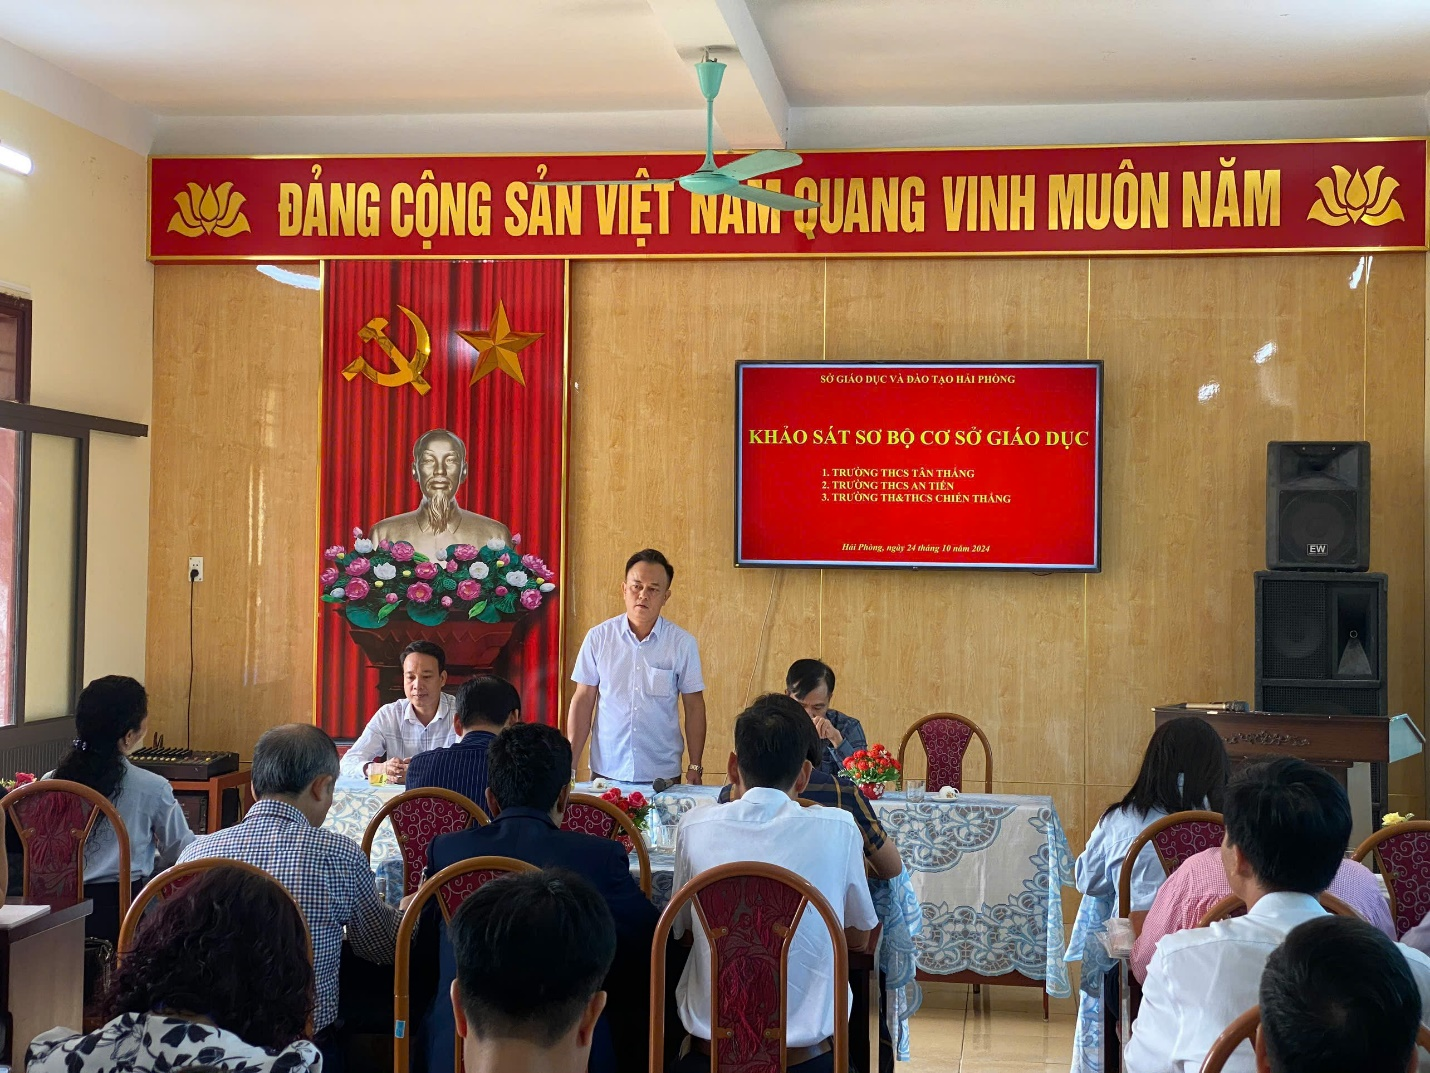 ĐẢNG CỘNG SẢN VIỆT NAM QUANG VINH MUÔN NĂM
SỞ GIÁO DỤC VÀ ĐÀO TẠO HẢI PHÒNG
KHẢO SÁT SƠ BỘ CƠ SỞ GIÁO DỤC
1. TRƯỜNG THCS TÂN THẮNG
2. TRƯỜNG THCS AN TIẾN
3. TRƯỜNG TH&THCS CHIẾN THẮNG
Hải Phòng, ngày 24 tháng 10 năm 2024
EW